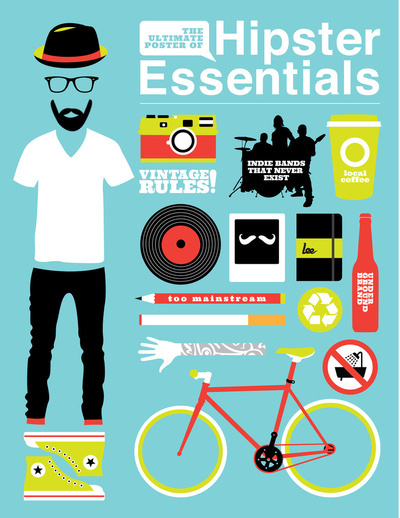 THE
ULTIMATE
POSTER OF
Hipster
Essentials
VINTAGE
RULES!
INDIE BANDS
THAT NEVER
EXIST
local
coffee
Lee
UNDER
GROUND
BRAND
too mainstream